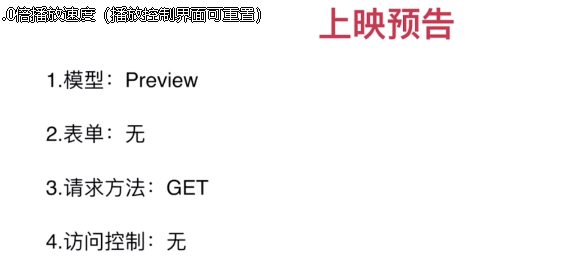 .0倍播放速度（播放控制界面可重置）
上映预告
1.模型：Preview
2.表单：无
3.请求方法：GET
4.访问控制：无